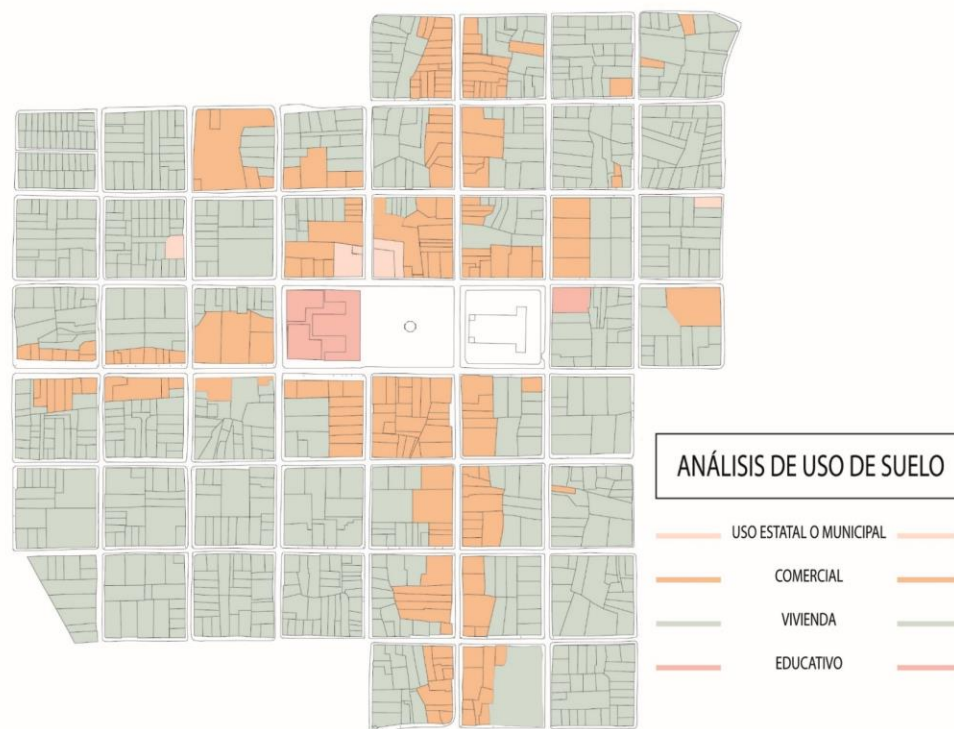 ANÁLISIS DE USO DE SUELO
USO ESTATAL O MUNICIPAL
COMERCIAL
VIVIENDA
EDUCATIVO